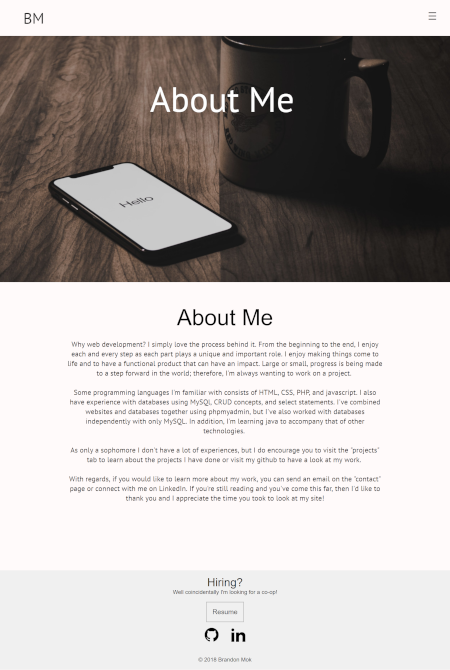 BM
About Me
Hello
About Me
Why web development? I simply love the process behind it. From the beginning to the end, I enjoy
each and every step as each part plays a unique and important role. I enjoy making things come to
life and to have a functional product that can have an impact. Large or small, progress is being made
to a step forward in the world; therefore, I'm always wanting to work on a project.
Some programming languages I'm familiar with consists of HTML, CSS, PHP, and javascript. I also
have experience with databases using MySQl, CRUD concepts, and select statements. I've combined
websites and databases together using phpmyadmin, but I've also worked with databases
independently with only MySQL. In addition, I'm learning java to accompany that of other
technologies.
As only a sophomore I don't have a lot of experiences, but I do encourage you to visit the "projects"
tab to learn about the projects I have done or visit my github to have a look at my work.
With regards, if you would like to learn more about my work, you can send an email on the "contact"
page or connect with me on LinkedIn. If you're still reading and you've come this far, then I'd like to
thank you and I appreciate the time you took to look at my site!
Hiring?
Well coincidentally I'm looking for a co-op!
Resume
in
© 2018 Brandon Mok